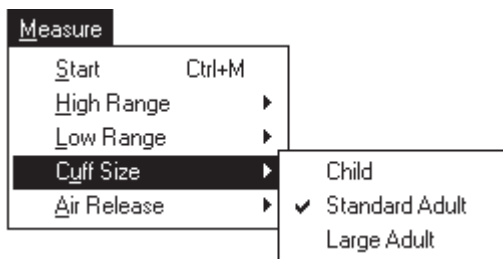 Measure
Start Ctrl+M
High Range
Low Range
Cuff Size
Air Release
Child
Standard Adult
Large Adult